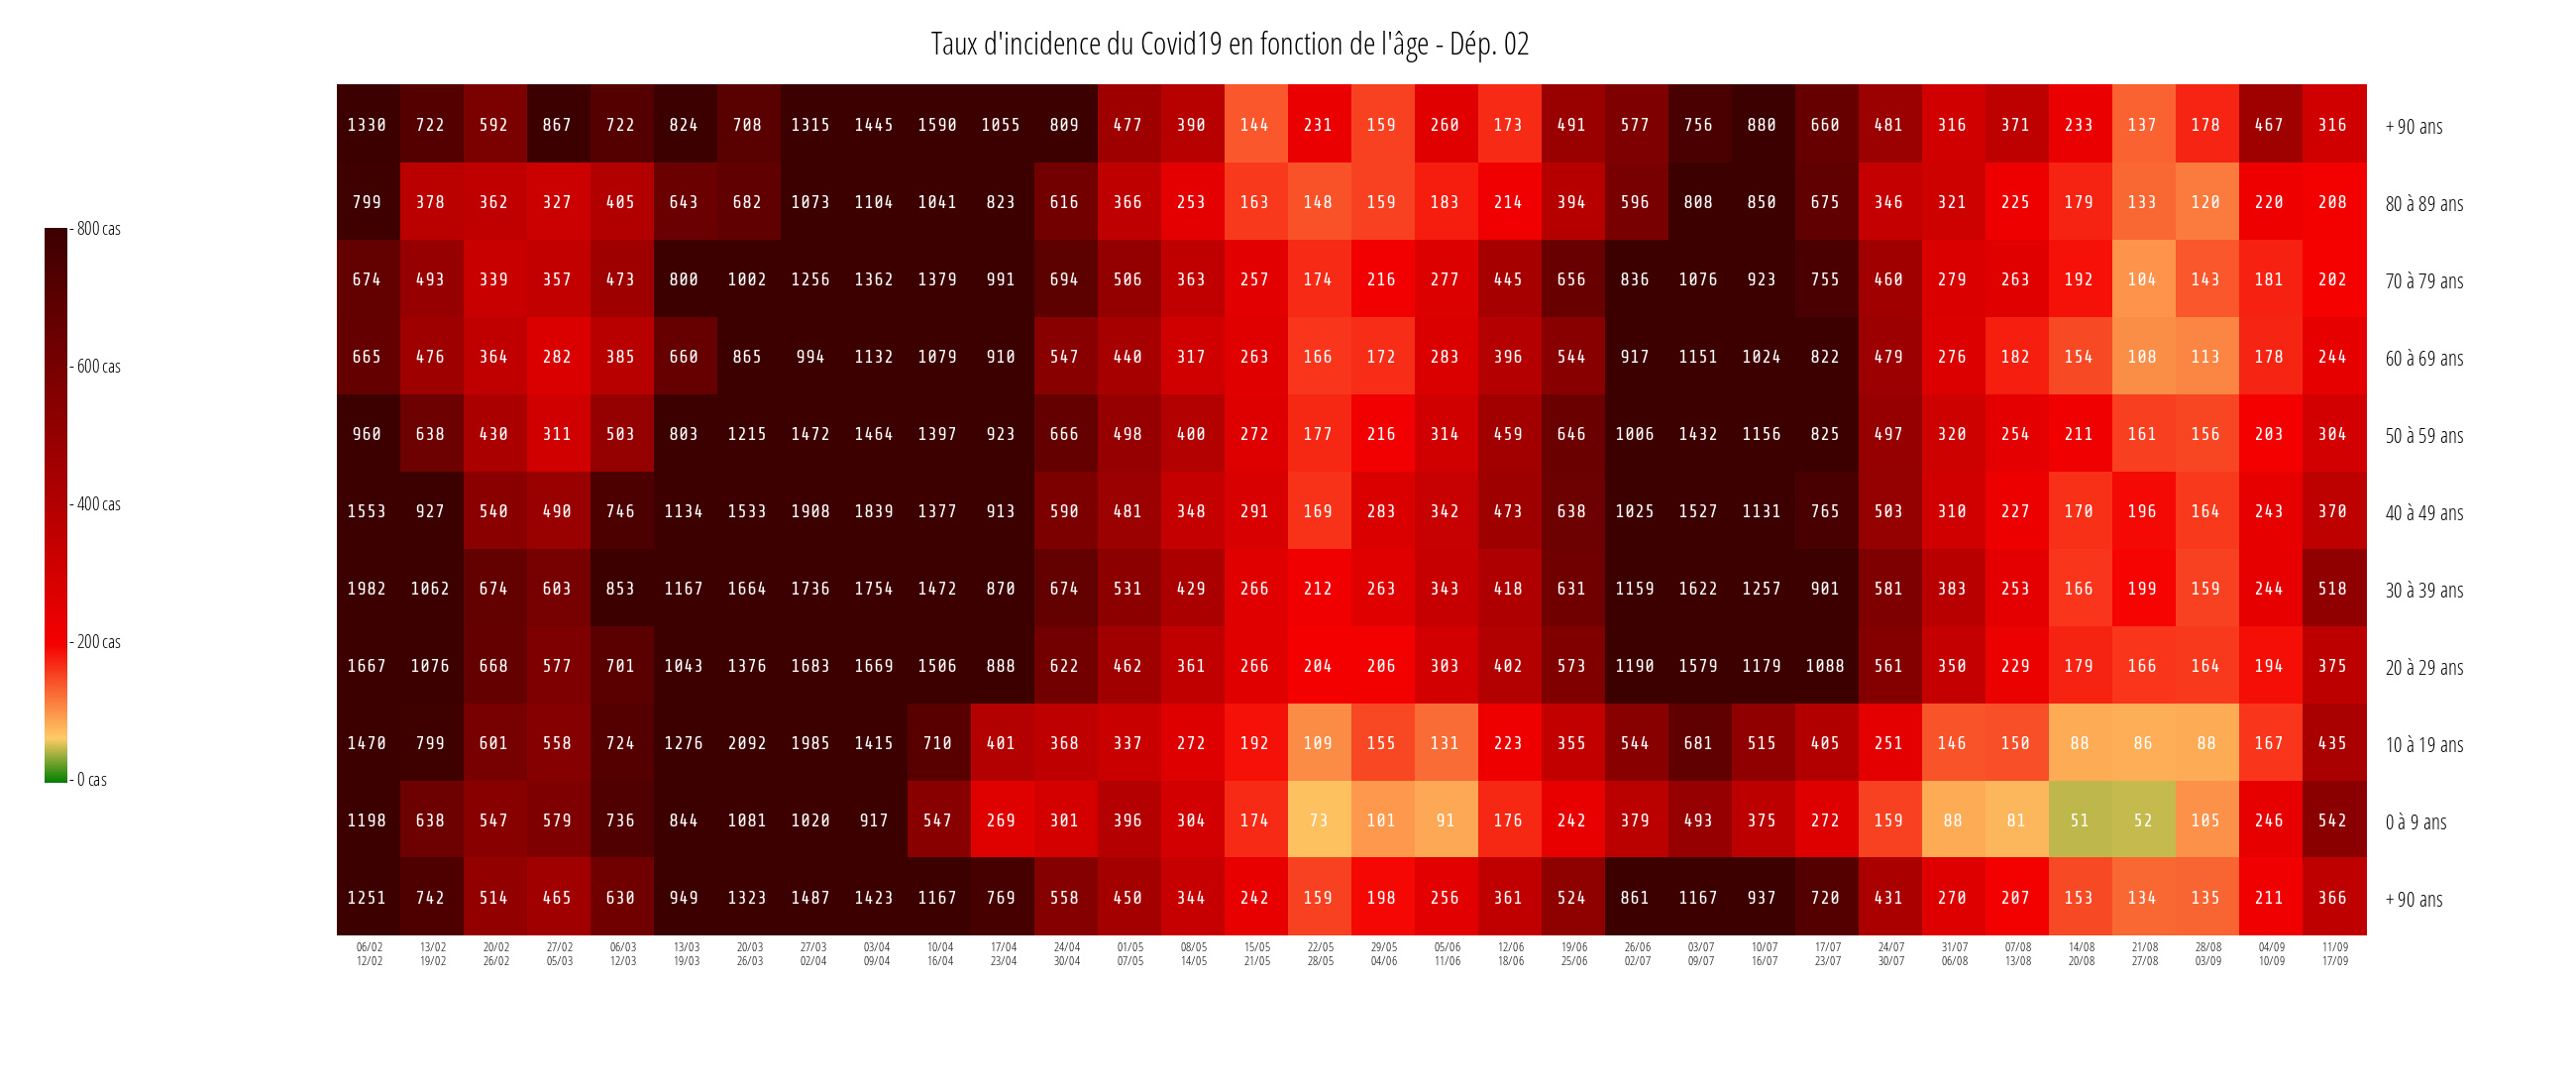 Taux d'incidence du Covid19 en fonction de l'âge - Dép. 02
1330 722 592 867 722 824 708 1315 1445 1590 1055 809 477 390 144 231 159 260 173 491 577 756 880 660 481 316 371 233 137 178 467 316 + 90 ans
799 378 362 327 405 643 682 1073 1104 1041 823 616 366 253 163 148 159 183 214 394 596 808 850 675 346 321 225 179 133 120 220 208 80 à 89 ans
- 800 cas
674 493 339 357 473 800 1002 1256 1362 1379 991 694 506 363 257 174 216 277 445 656 836 1076 923 755 460 279 263 192 104 143 181 202 70 à 79 ans
665 476 364 282 385 660 865 994 1132 1079 910 547 440 317 263 166 172 283 396 544 917 1151 1024 822 479 276 182 154 108 113 178 244 60 à 69 ans
- 600 cas
960 638 430 311 503 803 1215 1472 1464 1397 923 666 498 400 272 177 216 314 459 646 1006 1432 1156 825 497 320 254 211 161 156 203 304 50 à 59 ans
- 400 cas
1553 927 540 490 746 1134 1533 1908 1839 1377 913 590 481 348 291 169 283 342 473 638 1025 1527 1131 765 503 310 227 170 196 164 243 370 40 à 49 ans
1982 1062 674 603 853 1167 1664 1736 1754 1472 870 674 531 429 266 212 263 343 418 631 1159 1622 1257 901 581 383 253 166 199 159 244 518 30 à 39 ans
- 200 cas
1667 1076 668 577 701 1043 1376 1683 1669 1506 888 622 462 361 266 204 206 303 402 573 1190 1579 1179 1088 561 350 229 179 166 164 194 375 20 à 29 ans
1470 799 601 558 724 1276 2092 1985 1415 710 401 368 337 272 192 109 155 131 223 355 544 681 515 405 251 146 150 88 86 88 167 435 10 à 19 ans
- 0 cas
1198 638 547 579 736 844 1081 1020 917 547 269 301 396 304 174 73 101 91 176 242 379 493 375 272 159 88 81 51 52 105 246 542 0 à 9 ans
1251 742 514 465 630 949 1323 1487 1423 1167 769 558 450 344 242 159 198 256 361 524 861 1167 937 720 431 270 207 153 134 135 211 366 + 90 ans
06/02 13/02 20/02 27/02 06/03 13/03 20/03 27/03 03/04 10/04 17/04 24/04 01/05 08/05 15/05 22/05 29/05 05/06 12/06 19/06 26/06 03/07 10/07 17/07 24/07 31/07 07/08 14/08 21/08 28/08 04/09 11/09
12/02 19/02 26/02 05/03 12/03 19/03 26/03 02/04 09/04 16/04 23/04 30/04 07/05 14/05 21/05 28/05 04/06 11/06 18/06 25/06 02/07 09/07 16/07 23/07 30/07 06/08 13/08 20/08 27/08 03/09 10/09 17/09